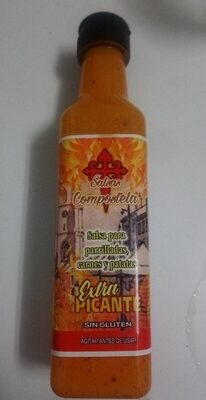 Salsas
Compostela
Salsa para
parrilladas,
carnes y patatas
Extra
PICANTE
SIN GLUTEN
AGITAR ANTES DE USAR